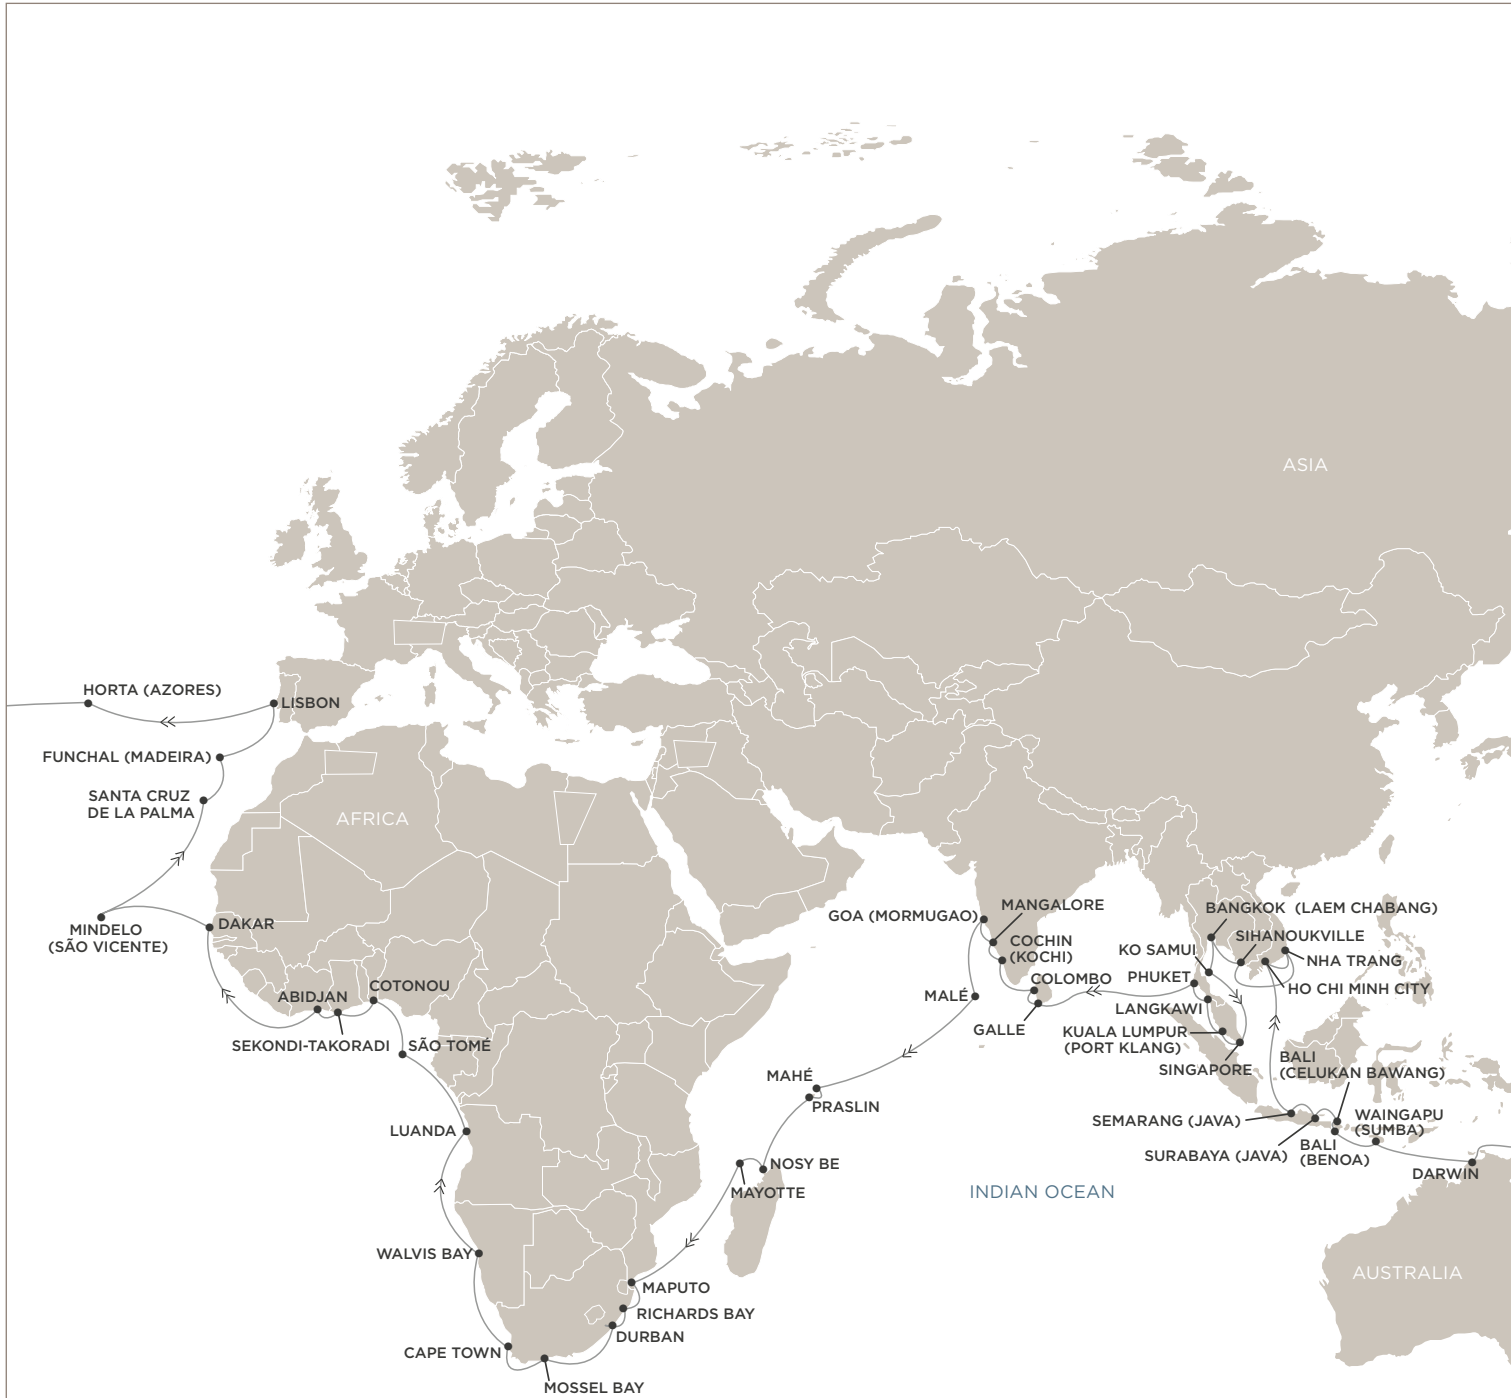 ASIA
HORTA (AZORES)
LISBON
FUNCHAL (MADEIRA)
SANTA CRUZ
DE LA PALMA
AFRICA
MINDELO
(SÃO VICENTE)
DAKAR
ABIDJAN
COTONOU
SEKONDI-TAKORADI
SÃO TOMÉ
LUANDA
WALVIS BAY
CAPE TOWN
MOSSEL BAY
DURBAN
RICHARDS BAY
MAPUTO
MAYOTTE
NOSY BE
PRASLIN
MAHÉ
MALÉ
GOA (MORMUGAO)
MANGALORE
COCHIN
(KOCHI)
COLOMBO
GALLE
PHUKET
LANGKAWI
KUALA LUMPUR
(PORT KLANG)
SINGAPORE
KO SAMUI
BANGKOK (LAEM CHABANG)
SIHANOUKVILLE
NHA TRANG
HO CHI MINH CITY
BALI
(CELUKAN BAWANG)
SEMARANG (JAVA)
SURABAYA (JAVA)
BALI
(BENOA)
WAINGAPU
(SUMBA)
DARWIN
INDIAN OCEAN
AUSTRALIA